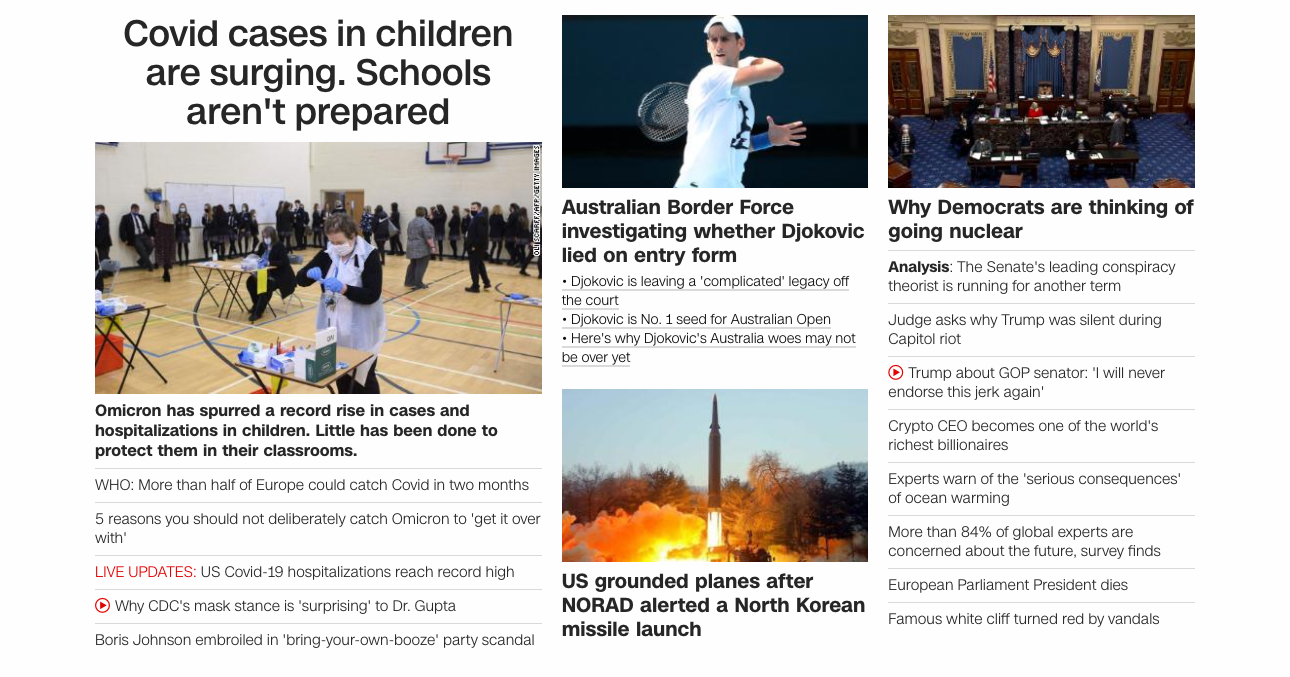 Covid cases in children
are surging. Schools
aren't prepared
OLI SCARFF/AFP/GETTY IMAGES
Omicron has spurred a record rise in cases and
hospitalizations in children. Little has been done to
protect them in their classrooms.
WHO: More than half of Europe could catch Covid in two months
5 reasons you should not deliberately catch Omicron to 'get it over
with'
LIVE UPDATES: US Covid-19 hospitalizations reach record high
Why CDC's mask stance is 'surprising' to Dr. Gupta
Boris Johnson embroiled in 'bring-your-own-booze' party scandal
Australian Border Force
investigating whether Djokovic
lied on entry form
• Djokovic is leaving a 'complicated' legacy off
the court
• Djokovic is No. 1 seed for Australian Open
• Here's why Djokovic's Australia woes may not
be over yet
US grounded planes after
NORAD alerted a North Korean
missile launch
Why Democrats are thinking of
going nuclear
Analysis: The Senate's leading conspiracy
theorist is running for another term
Judge asks why Trump was silent during
Capitol riot
Trump about GOP senator: 'I will never
endorse this jerk again'
Crypto CEO becomes one of the world's
richest billionaires
Experts warn of the 'serious consequences'
of ocean warming
More than 84% of global experts are
concerned about the future, survey finds
European Parliament President dies
Famous white cliff turned red by vandals